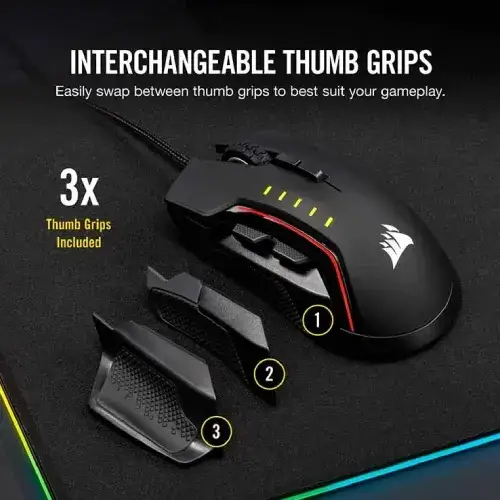 INTERCHANGEABLE THUMB GRIPS
Easily swap between thumb grips to best suit your gameplay.
3x
Thumb Grips
Included
1
2
3